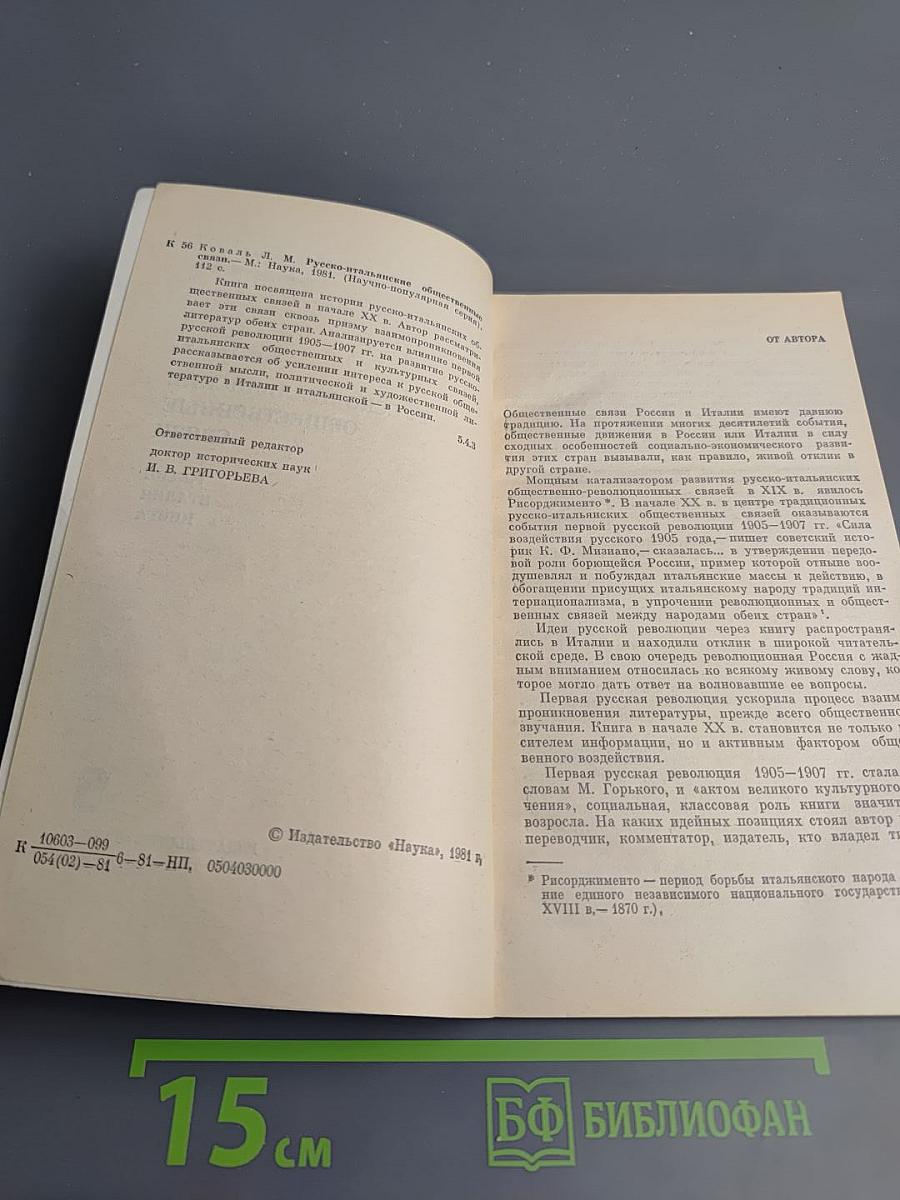 К 56 Коваль Л. М. Русско-итальянские общественные
связи.— М.: Наука, 1981. (Научно-популярная серия).
112 с.
Книга посвящена истории русско-итальянских об-
щественных связей в начале XX в. Автор рассматри-
вает эти связи сквозь призму взаимопроникновения
литератур обеих стран. Анализируется влияние первой
русской революции 1905—1907 гг. на развитие русско-
итальянских общественных и культурных связей,
рассказывается об усилении интереса к русской обще-
ственной мысли, политической и художественной ли-
тературе в Италии и итальянской — в России.
5.4.3
Ответственный редактор
доктор исторических наук
И. В. ГРИГОРЬЕВА
К 10603—099
054(02)—81 6—81—НП, 0504030000
© Издательство «Наука», 1981 г.
ОТ АВТОРА
Общественные связи России и Италии имеют давнюю
традицию. На протяжении многих десятилетий события,
общественные движения в России или Италии в силу
сходных особенностей социально-экономического разви-
тия этих стран вызывали, как правило, живой отклик в
другой стране.
Мощным катализатором развития русско-итальянских
общественно-революционных связей в XIX в. явилось
Рисорджименто *. В начале XX в. в центре традиционных
русско-итальянских общественных связей оказываются
события первой русской революции 1905—1907 гг. «Сила
воздействия русского 1905 года,— пишет советский исто-
рик К. Ф. Мизиано,— сказалась... в утверждении передо-
вой роли борющейся России, пример которой отныне воо-
душевлял и побуждал итальянские массы к действию, в
обогащении присущих итальянскому народу традиций ин-
тернационализма, в упрочении революционных и общест-
венных связей между народами обеих стран» ¹.
Идеи русской революции через книгу распространя-
лись в Италии и находили отклик в широкой читатель-
ской среде. В свою очередь революционная Россия с жад-
ным вниманием относилась ко всякому живому слову, ко
торое могло дать ответ на волновавшие ее вопросы.
Первая русская революция ускорила процесс взаим
проникновения литературы, прежде всего общественно
звучания. Книга в начале XX в. становится не только
сителем информации, но и активным фактором общ
венного воздействия.
Первая русская революция 1905—1907 гг. стала
словам М. Горького, и «актом великого культурного
чения», социальная, классовая роль книги значит
возросла. На каких идейных позициях стоял автор
переводчик, комментатор, издатель, кто владел ти
* Рисорджименто — период борьбы итальянского народа
ние единого независимого национального государств
XVIII в,— 1870 г.),
15 см
БФ БИБЛИОФАН